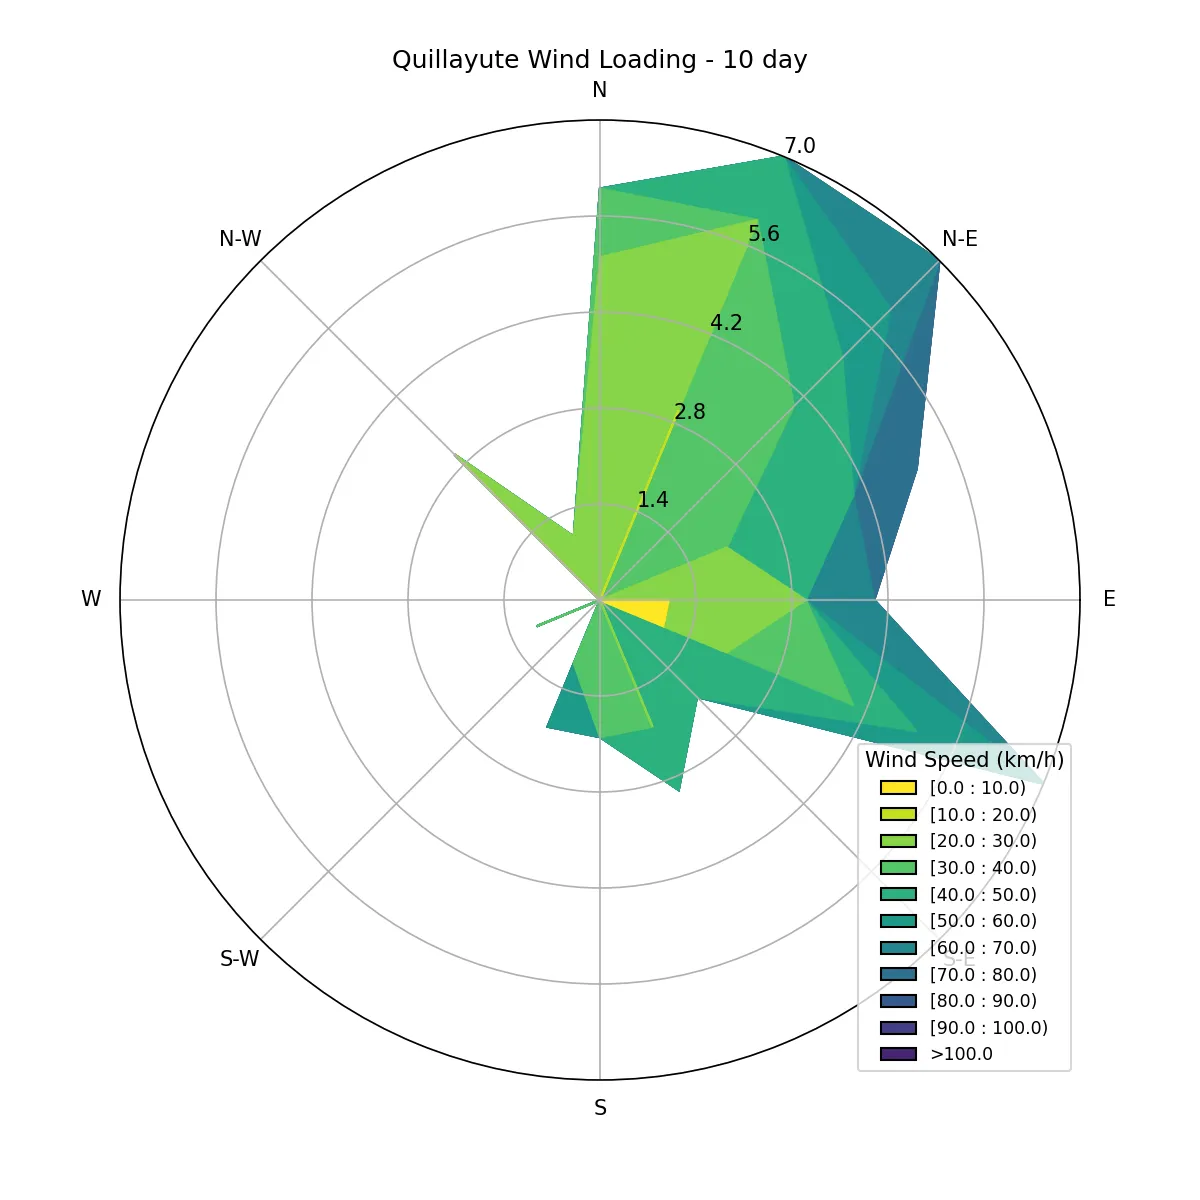 Quillayute Wind Loading - 10 day
N
7.0
N-W
5.6
N-E
4.2
2.8
1.4
W
E
Wind Speed (km/h)
[0.0 : 10.0)
[10.0 : 20.0)
[20.0 : 30.0)
[30.0 : 40.0)
[40.0 : 50.0)
[50.0 : 60.0)
[60.0 : 70.0)
[70.0 : 80.0)
[80.0 : 90.0)
[90.0 : 100.0)
>100.0
S-W
S-E
S